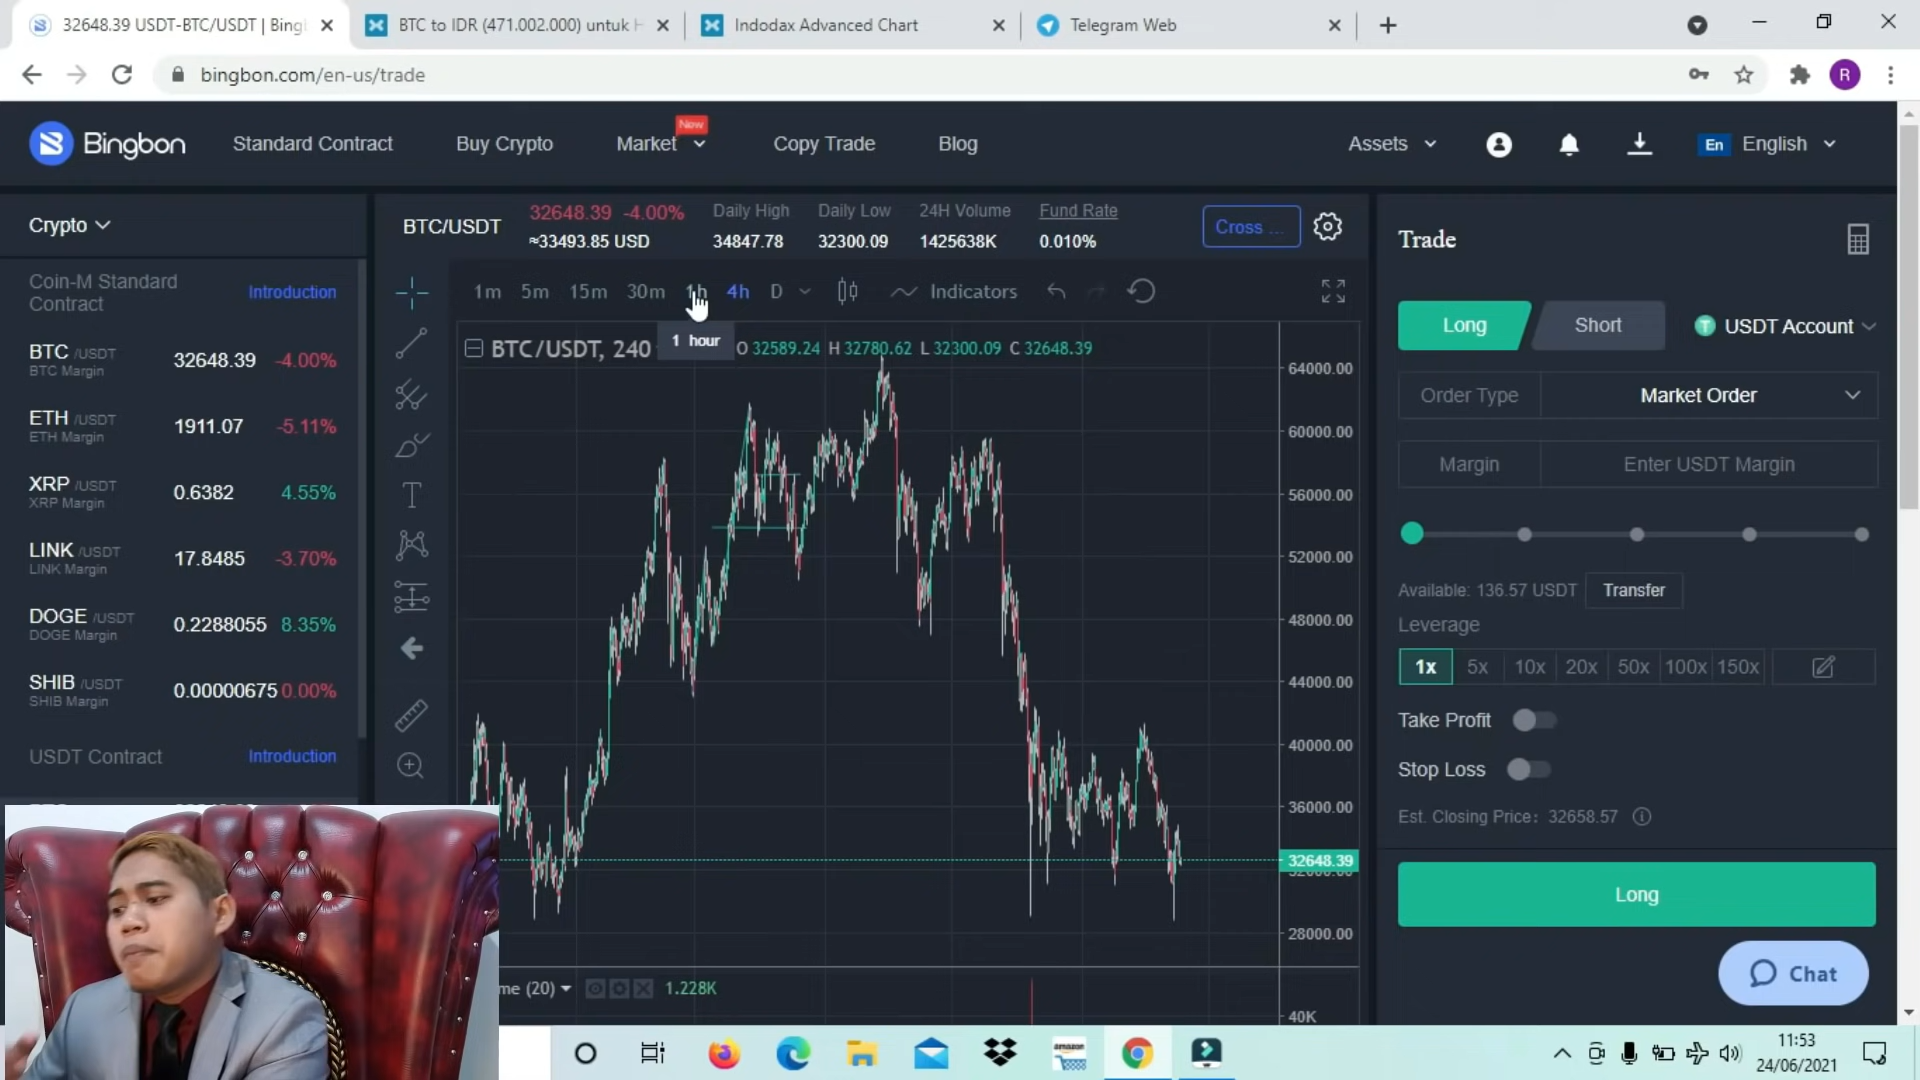 32648.39 USDT-BTC/USDT | Bing
BTC to IDR (471.002.000) untuk H
Indodax Advanced Chart
Telegram Web
bingbon.com/en-us/trade
R
Bingbon
Standard Contract
Buy Crypto
Market
New
Copy Trade
Blog
Assets
En English
Crypto
Coin-M Standard
Contract
Introduction
BTC /USDT
BTC Margin
32648.39 -4.00%
ETH /USDT
ETH Margin
1911.07 -5.11%
XRP /USDT
XRP Margin
0.6382 4.55%
LINK /USDT
LINK Margin
17.8485 -3.70%
DOGE /USDT
DOGE Margin
0.2288055 8.35%
SHIB /USDT
SHIB Margin
0.00000675 0.00%
USDT Contract
Introduction
BTC/USDT
32648.39 -4.00%
≈33493.85 USD
Daily High
34847.78
Daily Low
32300.09
24H Volume
1425638K
Fund Rate
0.010%
Cross ...
1m 5m 15m 30m 1h 4h D
Indicators
1 hour
BTC/USDT, 240
O 32589.24 H 32780.62 L 32300.09 C 32648.39
64000.00
60000.00
56000.00
52000.00
48000.00
44000.00
40000.00
36000.00
32648.39
32000.00
28000.00
me (20)
1.228K
40K
Trade
Long
Short
T USDT Account
Order Type
Market Order
Margin
Enter USDT Margin
Available: 136.57 USDT
Transfer
Leverage
1x 5x 10x 20x 50x 100x 150x
Take Profit
Stop Loss
Est. Closing Price: 32658.57
Long
Chat
amazon
11:53
24/06/2021